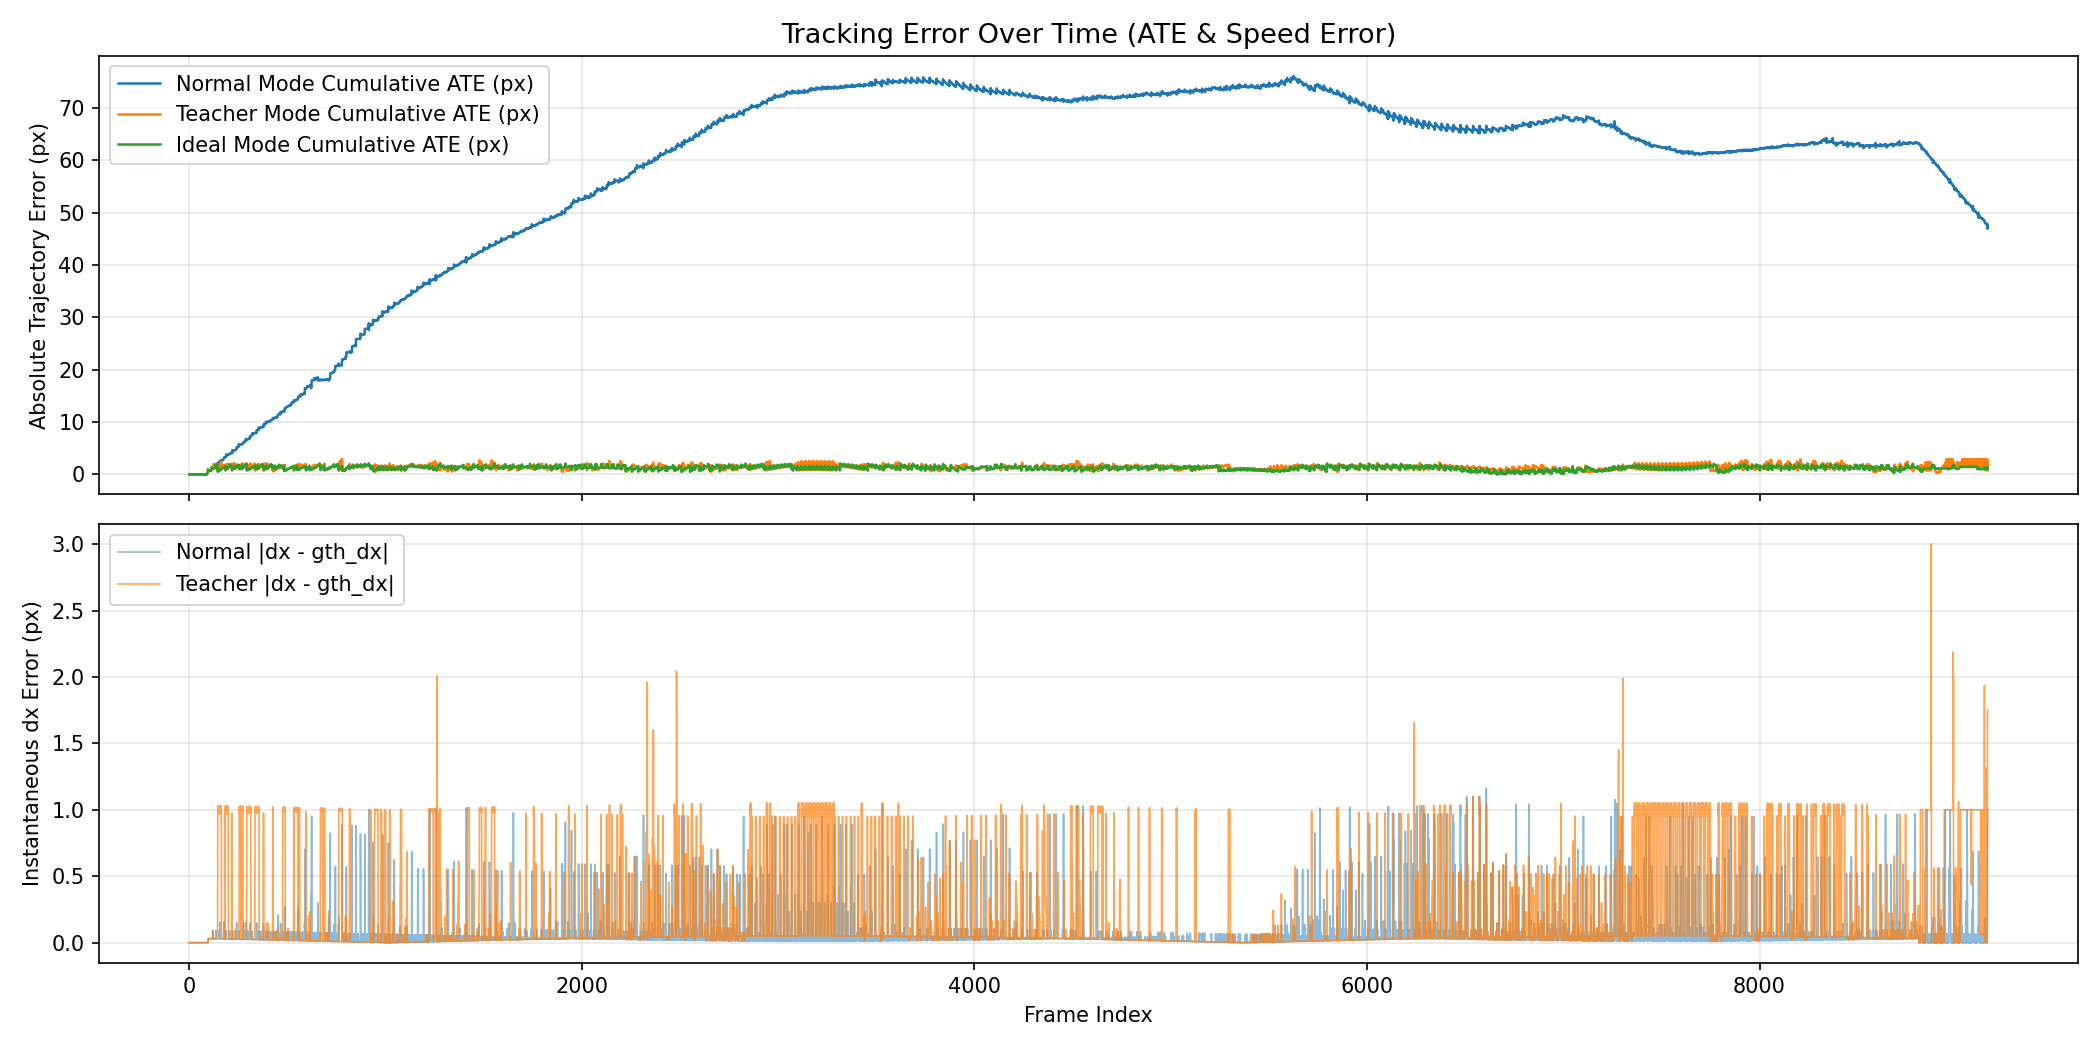 Tracking Error Over Time (ATE & Speed Error)
Absolute Trajectory Error (px)
70
60
50
40
30
20
10
0
Normal Mode Cumulative ATE (px)
Teacher Mode Cumulative ATE (px)
Ideal Mode Cumulative ATE (px)
Instantaneous dx Error (px)
3.0
2.5
2.0
1.5
1.0
0.5
0.0
Normal |dx - gth_dx|
Teacher |dx - gth_dx|
0 2000 4000 6000 8000
Frame Index